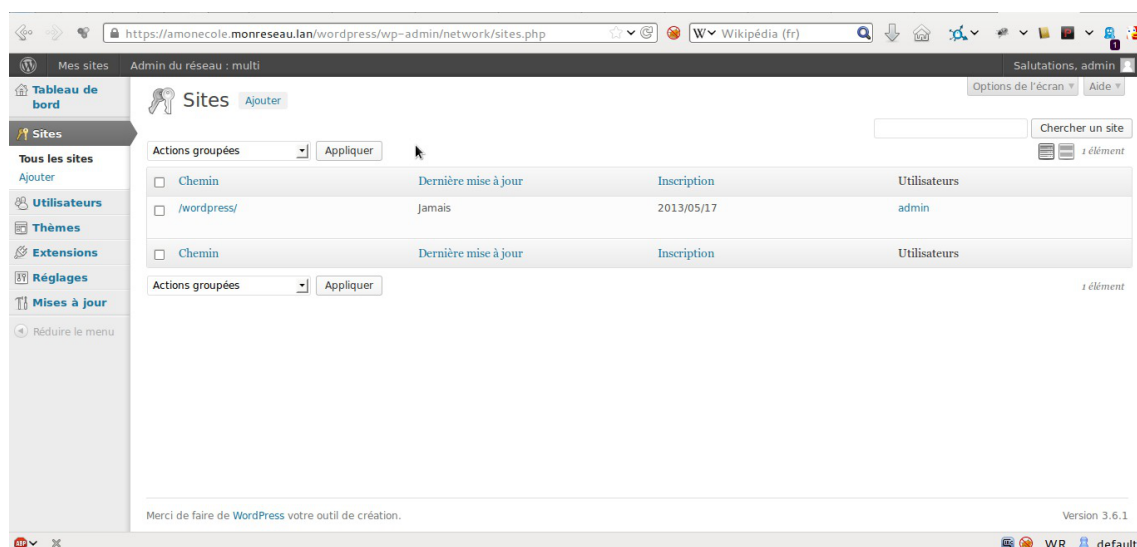 https://amonecole.monreseau.lan/wordpress/wp-admin/network/sites.php
W Wikipédia (fr)
1
Mes sites
Admin du réseau : multi
Salutations, admin
Options de l'écran
Aide
Tableau de
bord
Sites
Tous les sites
Ajouter
Utilisateurs
Thèmes
Extensions
Réglages
Mises à jour
Réduire le menu
Sites Ajouter
Chercher un site
Actions groupées Appliquer
1 élément
Chemin Dernière mise à jour Inscription Utilisateurs
/wordpress/ Jamais 2013/05/17 admin
Chemin Dernière mise à jour Inscription Utilisateurs
Actions groupées Appliquer
1 élément
Merci de faire de WordPress votre outil de création.
Version 3.6.1
ABP
WR default